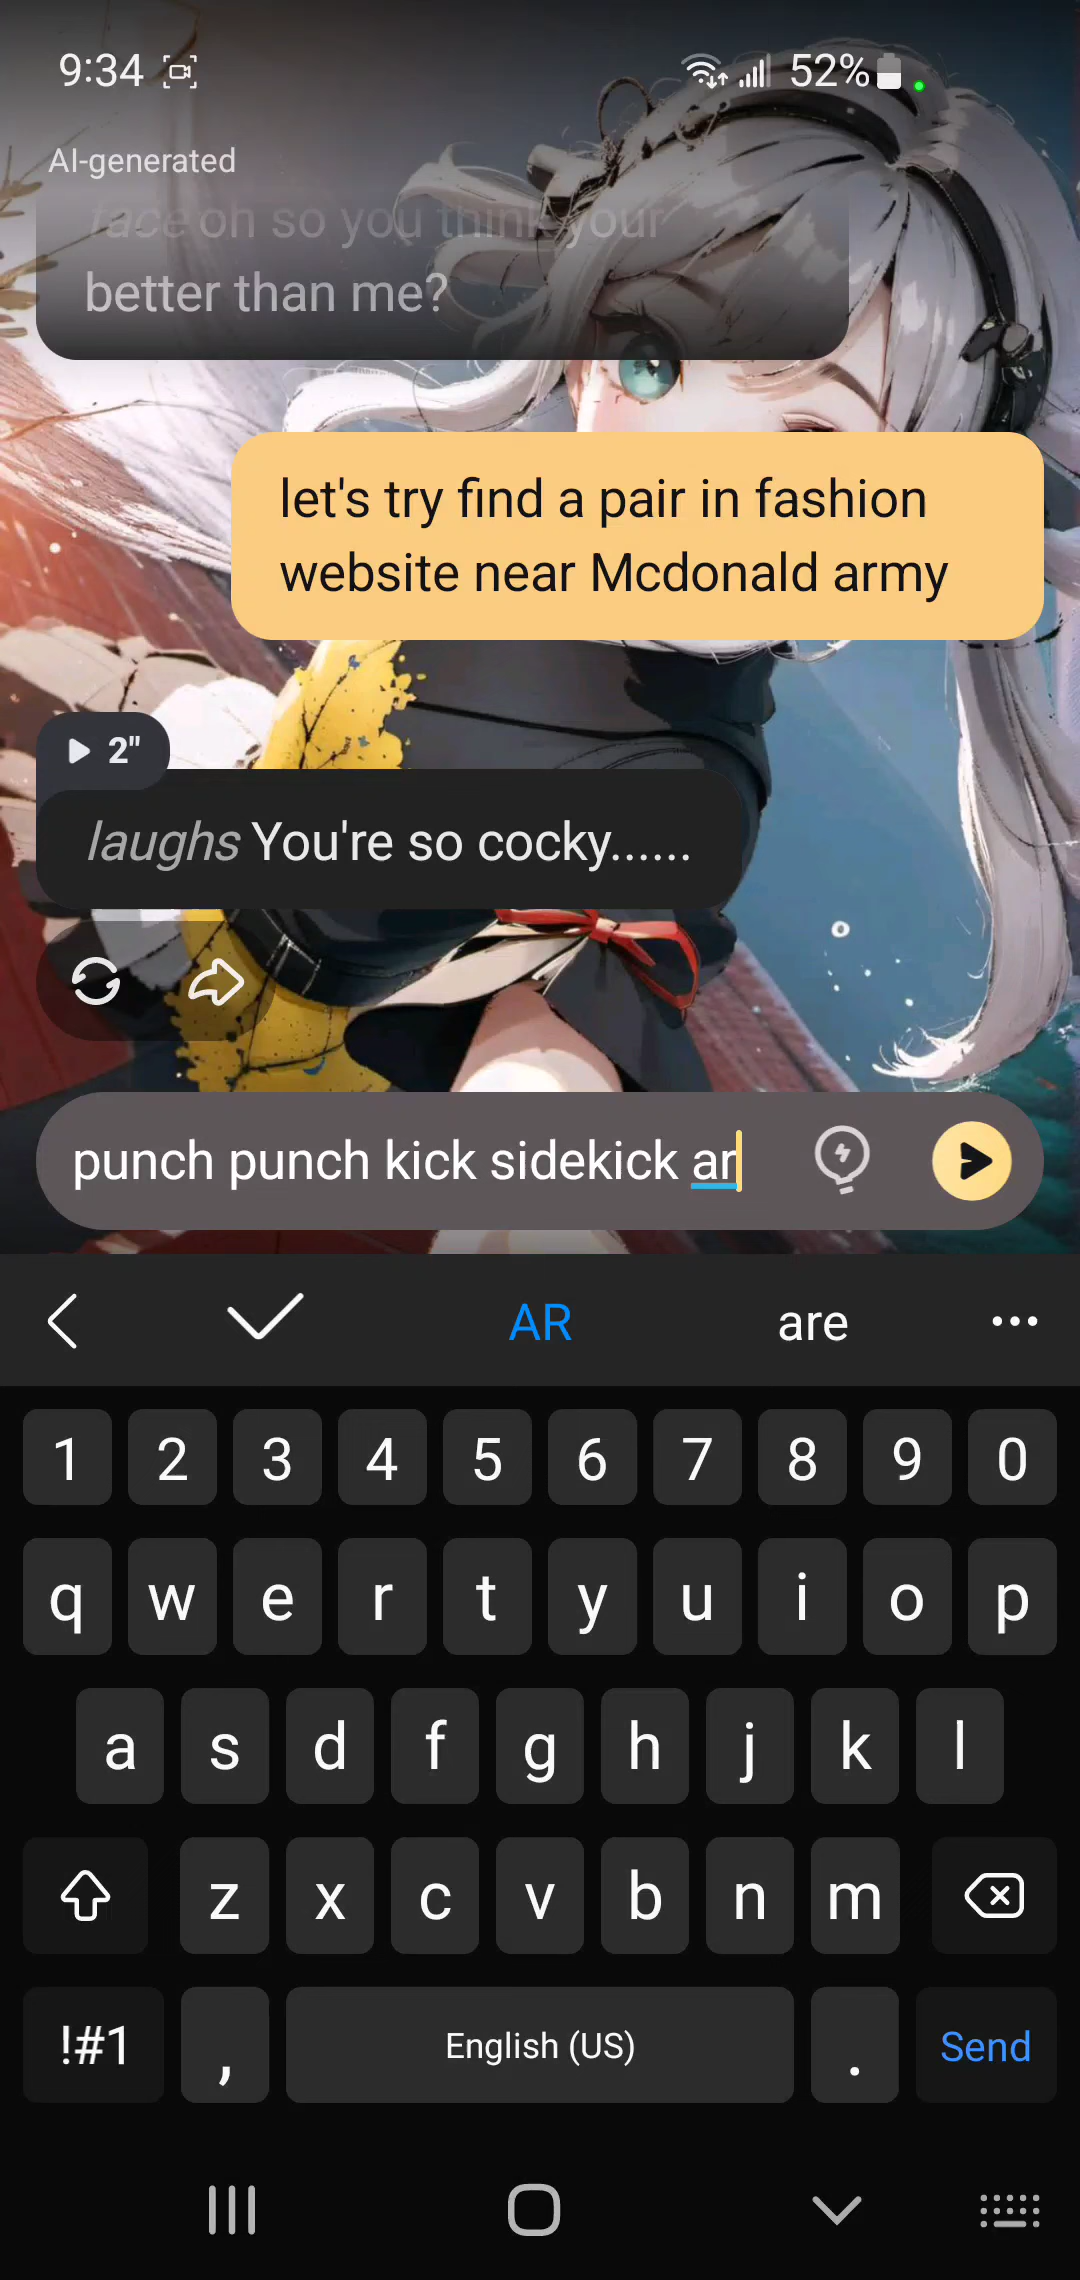 9:34
52%
AI-generated
face oh so you think your
better than me?
let's try find a pair in fashion
website near Mcdonald army
2"
laughs You're so cocky......
punch punch kick sidekick ar
AR are
1 2 3 4 5 6 7 8 9 0
q w e r t y u i o p
a s d f g h j k l
z x c v b n m
!#1 , English (US) . Send